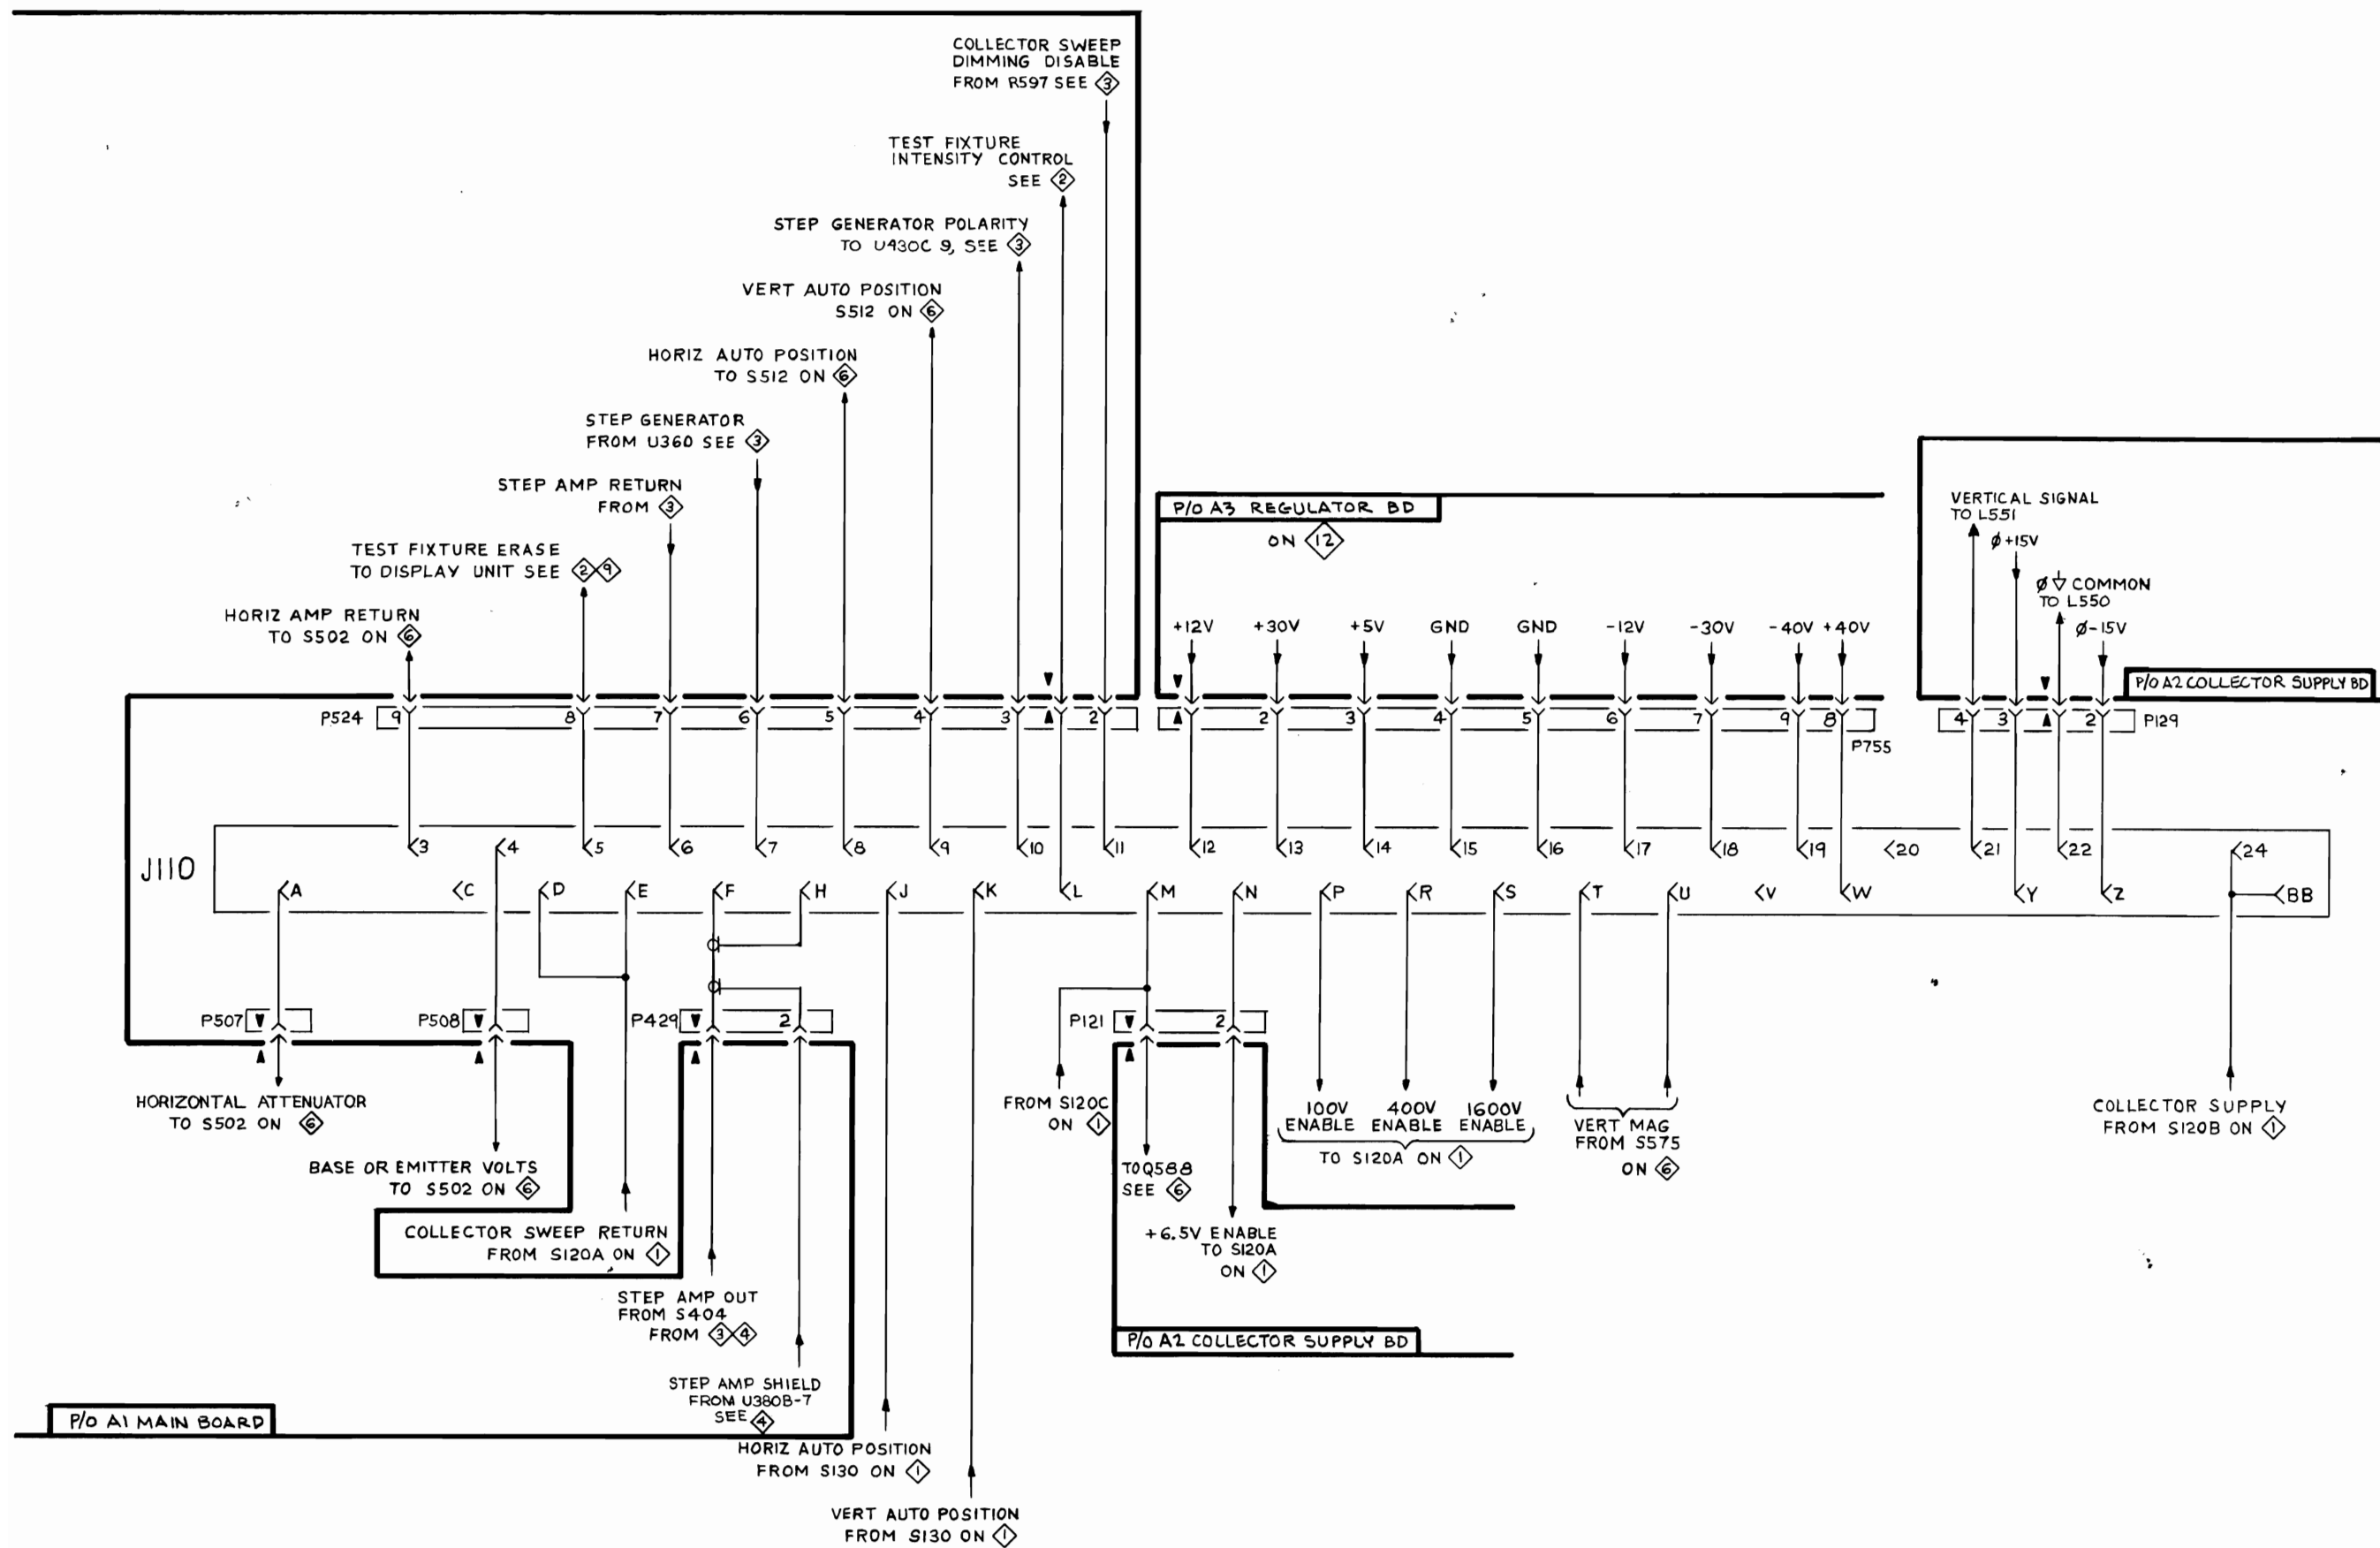 COLLECTOR SWEEP
DIMMING DISABLE
FROM R597 SEE 3
TEST FIXTURE
INTENSITY CONTROL
SEE 2
STEP GENERATOR POLARITY
TO U430C 9, SEE 3
VERT AUTO POSITION
S512 ON 6
HORIZ AUTO POSITION
TO S512 ON 6
STEP GENERATOR
FROM U360 SEE 3
STEP AMP RETURN
FROM 3
TEST FIXTURE ERASE
TO DISPLAY UNIT SEE 2 9
HORIZ AMP RETURN
TO S502 ON 6
P/O A3 REGULATOR BD
ON 12
+12V +30V +5V GND GND -12V -30V -40V +40V
VERTICAL SIGNAL
TO L551
Ø+15V
Ø COMMON
TO L550
Ø-15V
P/O A2 COLLECTOR SUPPLY BD
P524 9 8 7 6 5 4 3 2
2 3 4 5 6 7 9 8
P755
4 3 2 P129
J110
3 4 5 6 7 8 9 10 11 12 13 14 15 16 17 18 19 20 21 22 24
A C D E F H J K L M N P R S T U V W Y Z BB
P507
P508
P429 2
P121 2
HORIZONTAL ATTENUATOR
TO S502 ON 6
BASE OR EMITTER VOLTS
TO S502 ON 6
COLLECTOR SWEEP RETURN
FROM S120A ON 1
STEP AMP OUT
FROM S404
FROM 3 4
STEP AMP SHIELD
FROM U380B-7
SEE 4
HORIZ AUTO POSITION
FROM S130 ON 1
VERT AUTO POSITION
FROM S130 ON 1
FROM S120C
ON 1
TO Q588
SEE 6
+6.5V ENABLE
TO S120A
ON 1
100V 400V 1600V
ENABLE ENABLE ENABLE
TO S120A ON 1
VERT MAG
FROM S575
ON 6
COLLECTOR SUPPLY
FROM S120B ON 1
P/O A2 COLLECTOR SUPPLY BD
P/O A1 MAIN BOARD